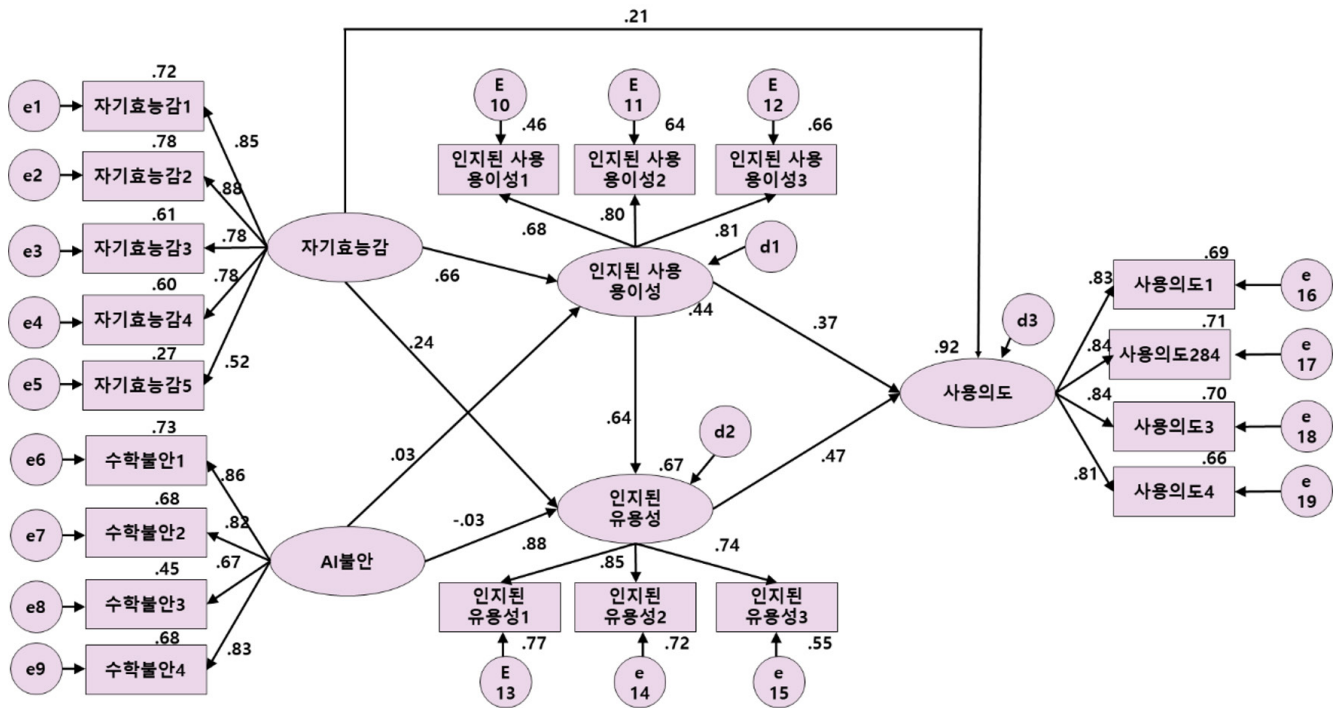 .21
.72
e1
자기효능감1
.85
.78
e2
자기효능감2
.88
.61
e3
자기효능감3
.78
.60
e4
자기효능감4
.78
.27
e5
자기효능감5
.52
.73
e6
수학불안1
.86
.68
e7
수학불안2
.82
.45
e8
수학불안3
.67
.68
e9
수학불안4
.83
자기효능감
AI불안
.66
.24
.03
-.03
E
10
.46
E
11
64
E
12
.66
인지된 사용
용이성1
인지된 사용
용이성2
인지된 사용
용이성3
.68
.80
.81
d1
인지된 사용
용이성
.44
.37
.64
.47
d2
.67
인지된
유용성
.88
.85
.74
인지된
유용성1
인지된
유용성2
인지된
유용성3
.77
.72
.55
E
13
e
14
e
15
d3
.92
사용의도
.83
.84
.84
.81
.69
사용의도1
e
16
.71
사용의도284
e
17
.70
사용의도3
e
18
.66
사용의도4
e
19